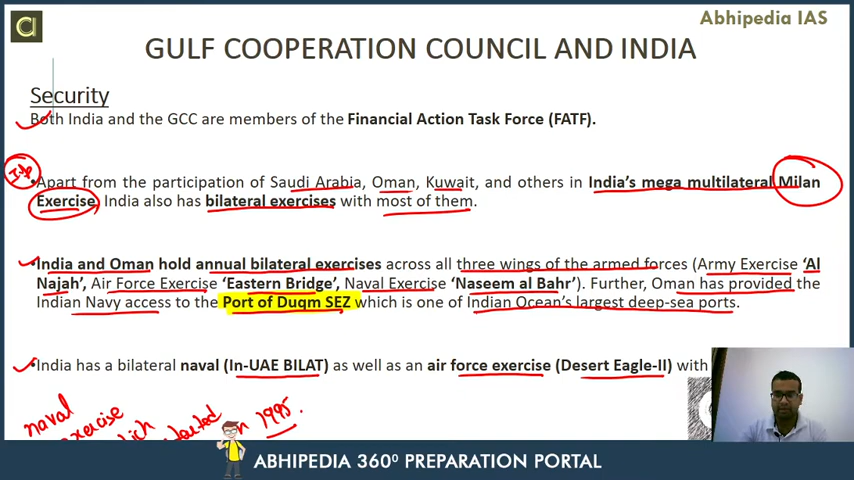 Abhipedia IAS
GULF COOPERATION COUNCIL AND INDIA
Security
Both India and the GCC are members of the Financial Action Task Force (FATF).
Imp
•Apart from the participation of Saudi Arabia, Oman, Kuwait, and others in India's mega multilateral Milan
Exercise, India also has bilateral exercises with most of them.
•India and Oman hold annual bilateral exercises across all three wings of the armed forces (Army Exercise 'Al
Najah', Air Force Exercise 'Eastern Bridge', Naval Exercise 'Naseem al Bahr'). Further, Oman has provided the
Indian Navy access to the Port of Duqm SEZ which is one of Indian Ocean's largest deep-sea ports.
•India has a bilateral naval (In-UAE BILAT) as well as an air force exercise (Desert Eagle-II) with
naval
exercise
which
started
in 1995.
ABHIPEDIA 360⁰ PREPARATION PORTAL